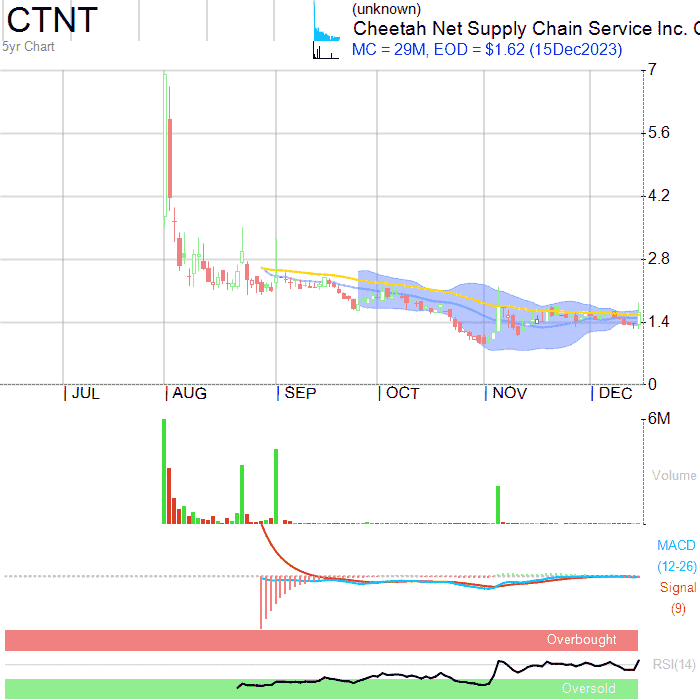 CTNT
5yr Chart
(unknown)
Cheetah Net Supply Chain Service Inc. C
MC = 29M, EOD = $1.62 (15Dec2023)
7
5.6
4.2
2.8
1.4
0
JUL AUG SEP OCT NOV DEC
6M
Volume
MACD
(12-26)
Signal
(9)
Overbought
RSI(14)
Oversold